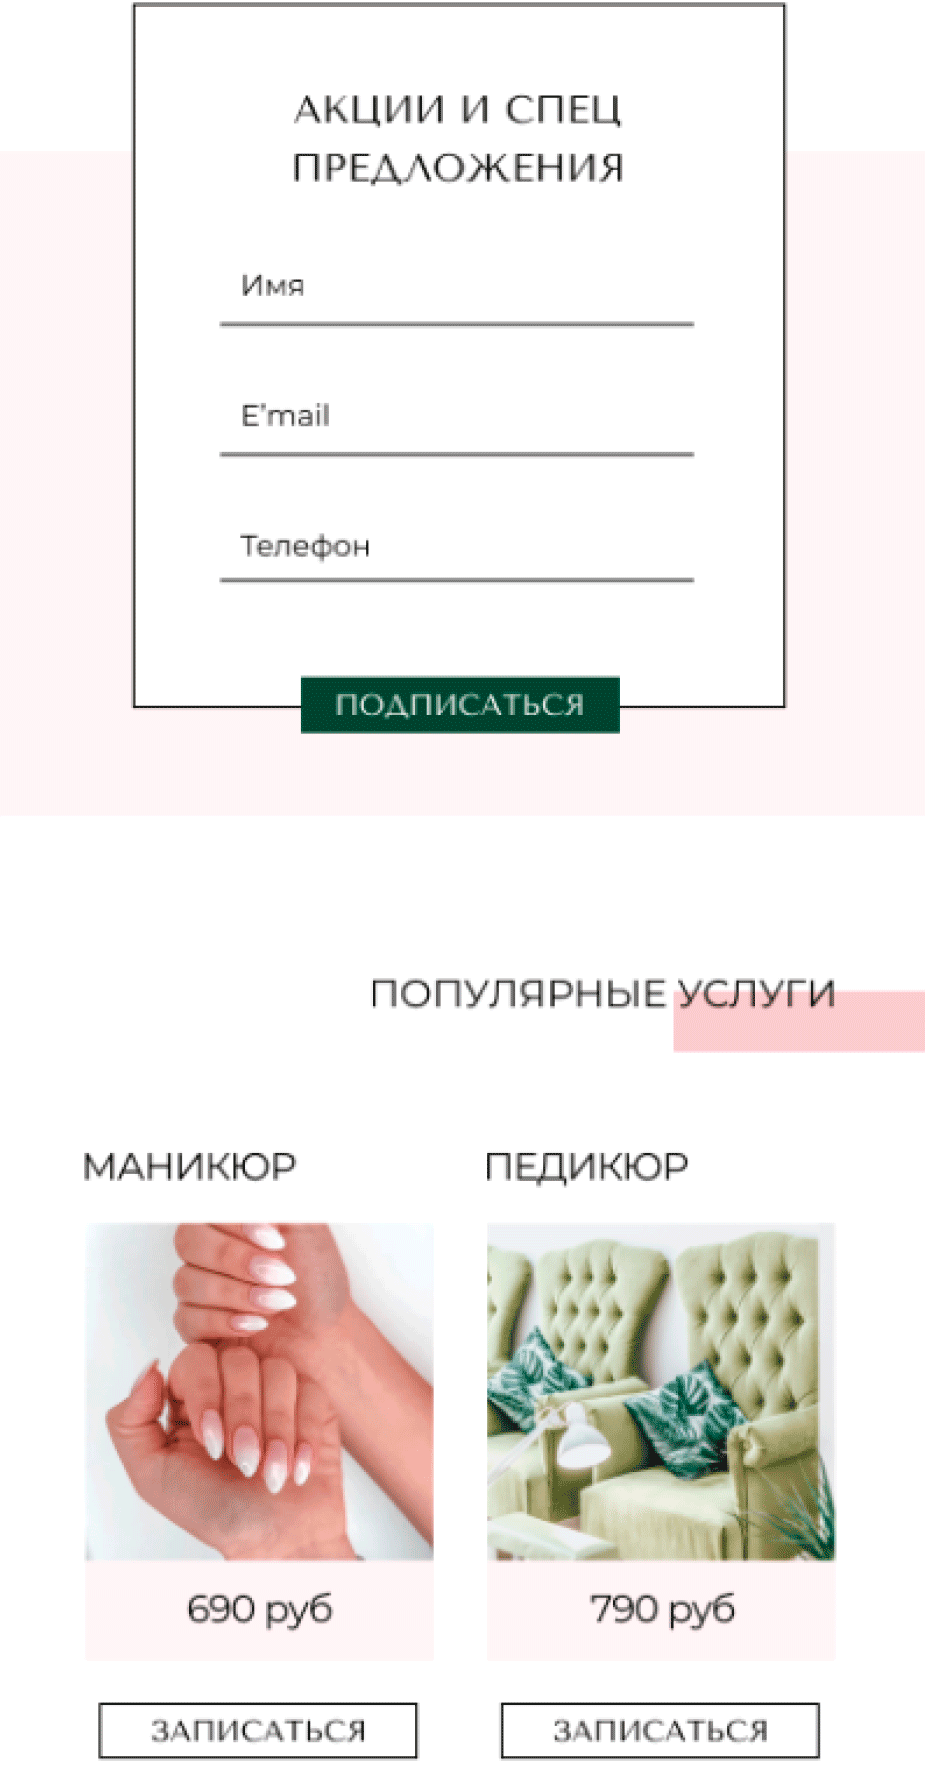 АКЦИИ И СПЕЦ
ПРЕДЛОЖЕНИЯ
Имя
E'mail
Телефон
ПОДПИСАТЬСЯ
ПОПУЛЯРНЫЕ УСЛУГИ
МАНИКЮР
ПЕДИКЮР
690 руб
790 руб
ЗАПИСАТЬСЯ
ЗАПИСАТЬСЯ